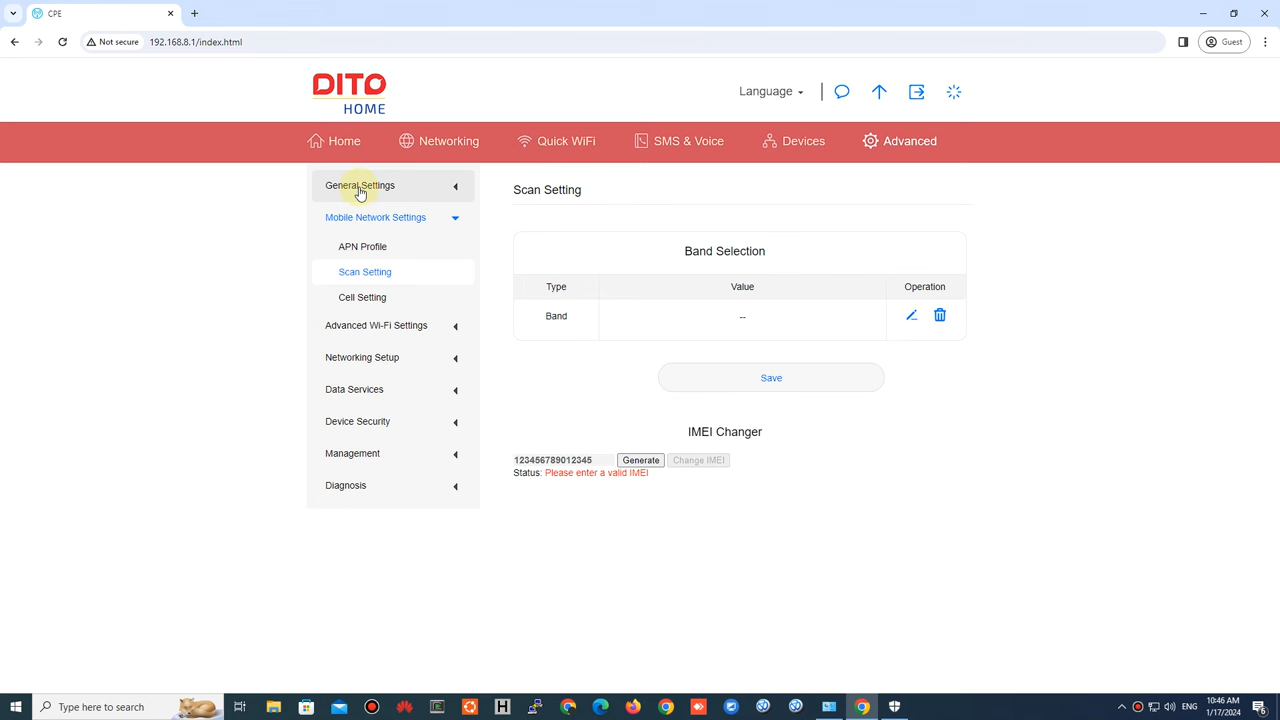 CPE
Not secure
192.168.8.1/index.html
Guest
DITO
HOME
Language
Home
Networking
Quick WiFi
SMS & Voice
Devices
Advanced
General Settings
Mobile Network Settings
APN Profile
Scan Setting
Cell Setting
Advanced Wi-Fi Settings
Networking Setup
Data Services
Device Security
Management
Diagnosis
Scan Setting
Band Selection
Type Value Operation
Band --
Save
IMEI Changer
123456789012345 Generate Change IMEI
Status: Please enter a valid IMEI
Type here to search
ENG
10:46 AM
1/17/2024